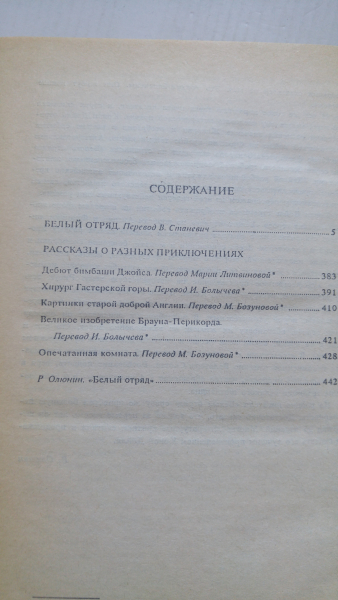 СОДЕРЖАНИЕ
БЕЛЫЙ ОТРЯД. Перевод В. Станевич 5
РАССКАЗЫ О РАЗНЫХ ПРИКЛЮЧЕНИЯХ
Дебют бимбаши Джойса. Перевод Марии Литвиновой* 383
Хирург Гастерской горы. Перевод И. Болычева* 391
Картинки старой доброй Англии. Перевод М. Бозуновой* 410
Великое изобретение Брауна-Перикорда.
Перевод И. Болычева* 421
Опечатанная комната. Перевод М. Бозуновой* 428
Р Олюнин. «Белый отряд» 442